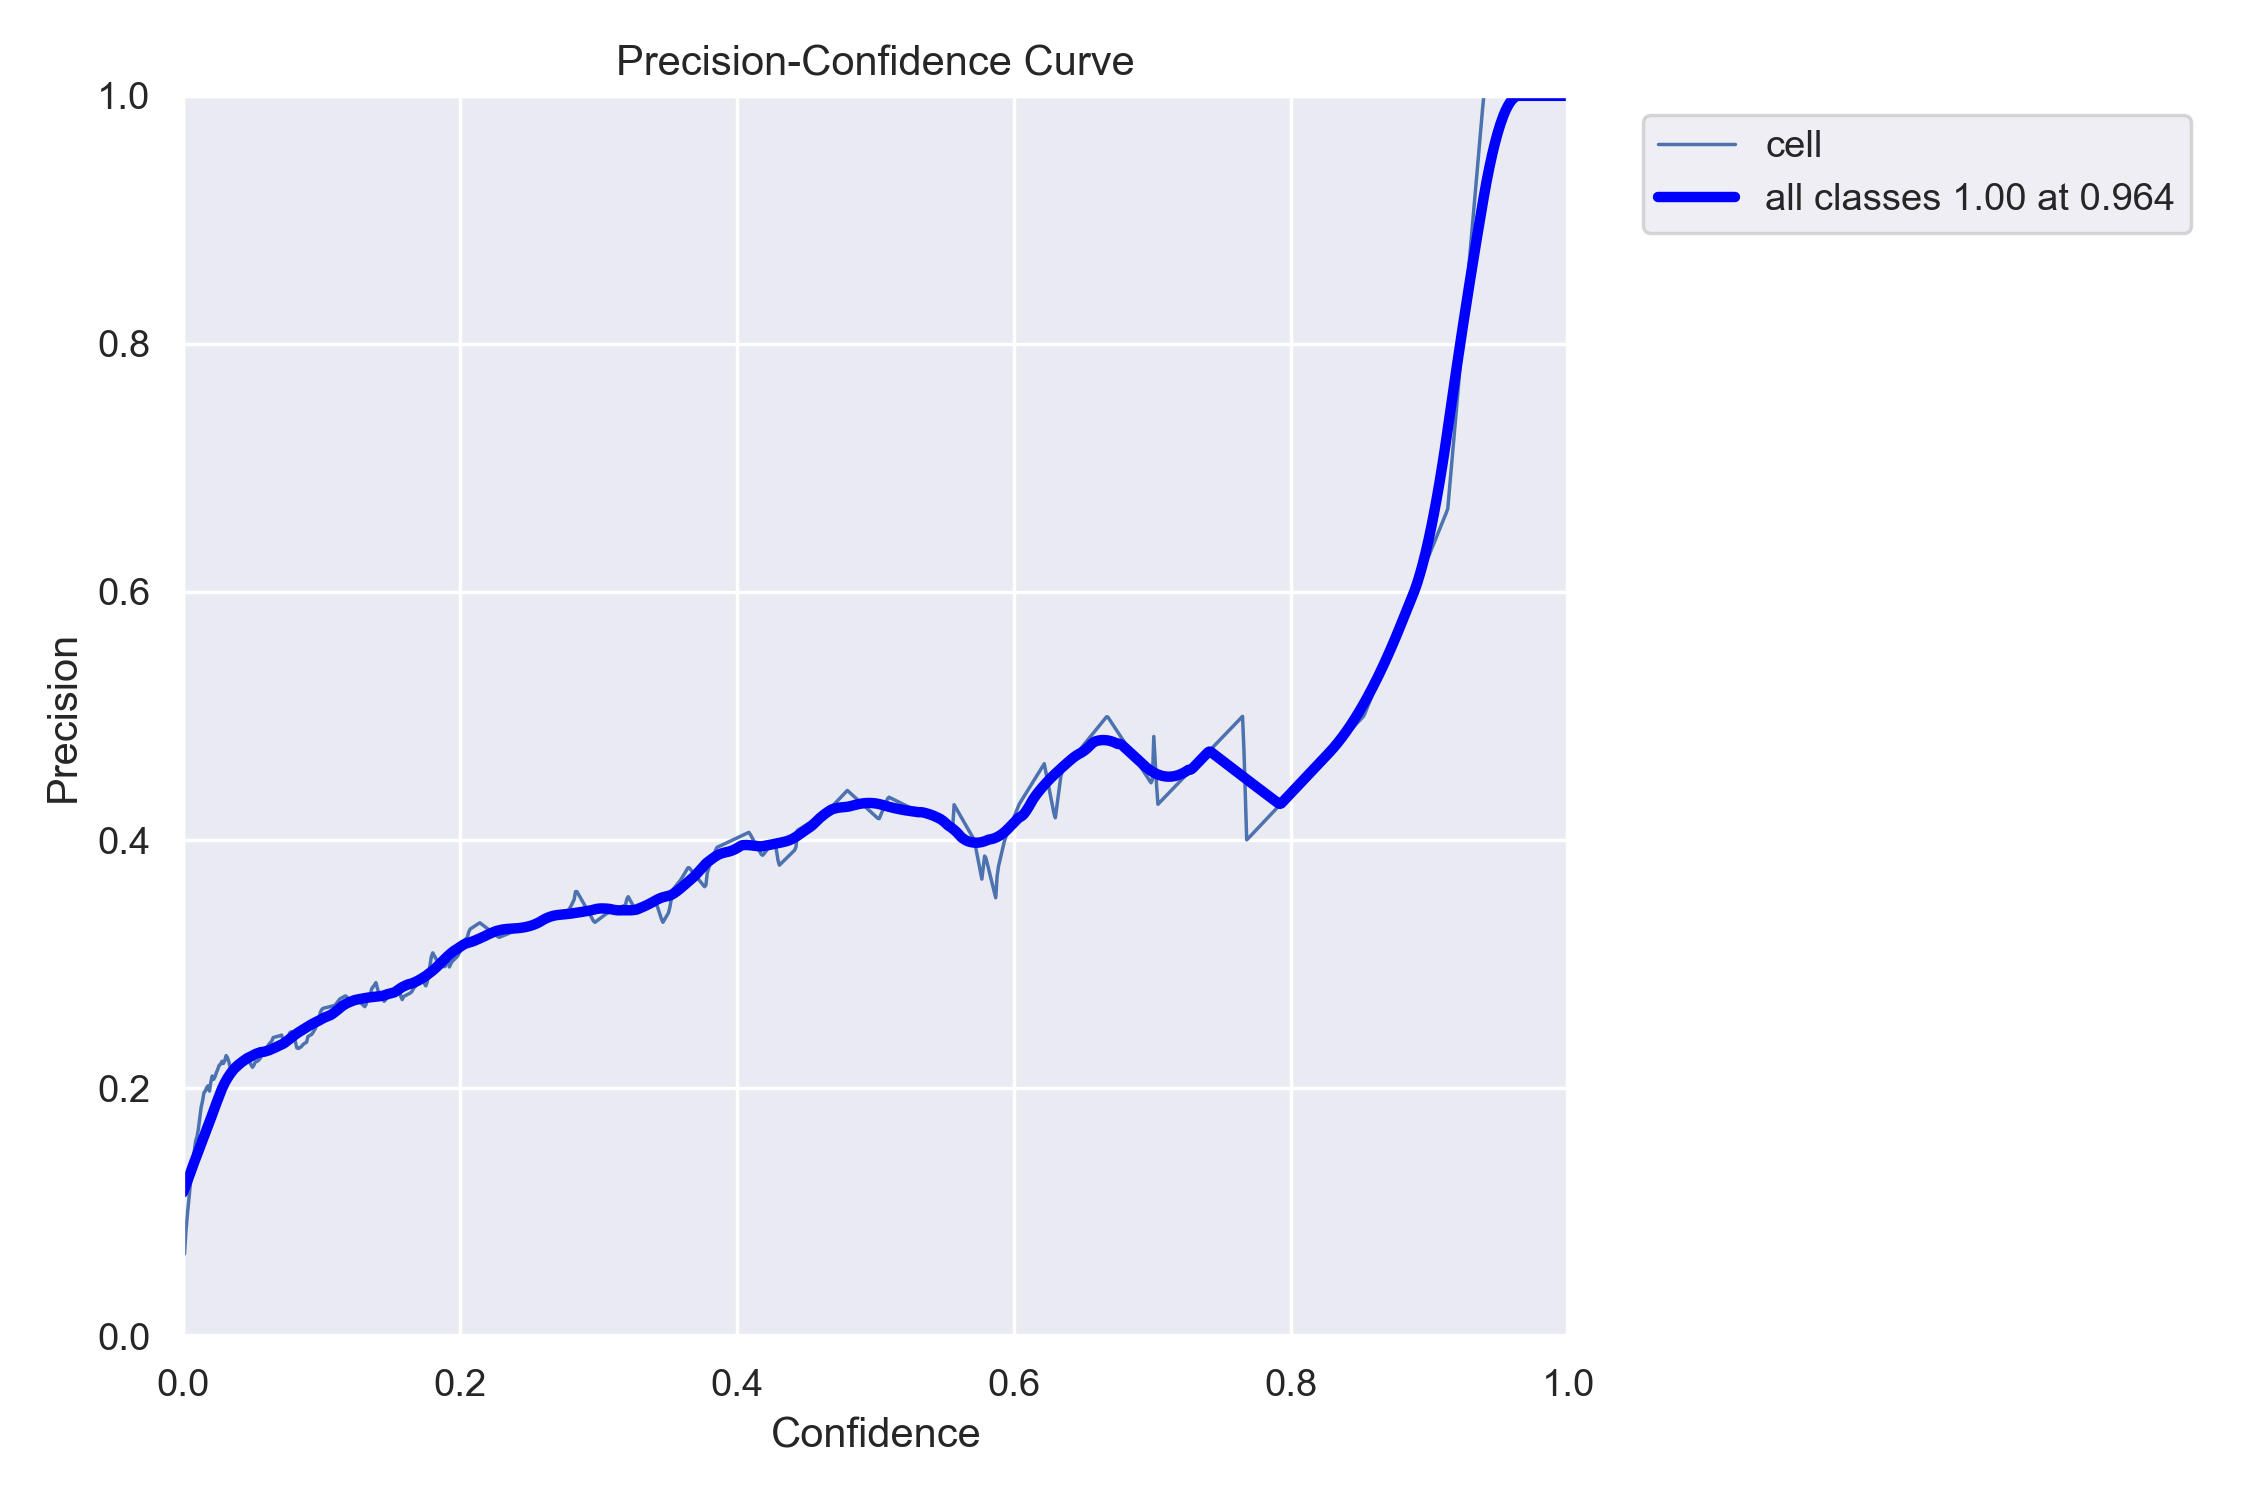 Precision-Confidence Curve
1.0
0.8
0.6
0.4
0.2
0.0
Precision
0.0 0.2 0.4 0.6 0.8 1.0
Confidence
cell
all classes 1.00 at 0.964